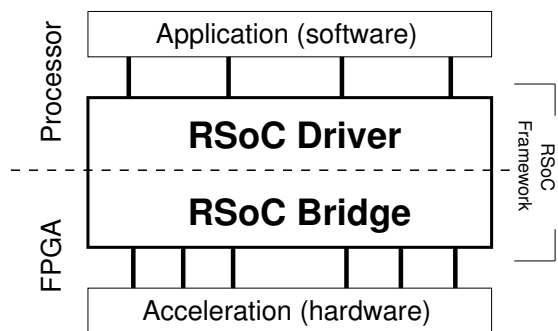 Application (software)
Processor
RSoC Driver
RSoC
Framework
RSoC Bridge
FPGA
Acceleration (hardware)